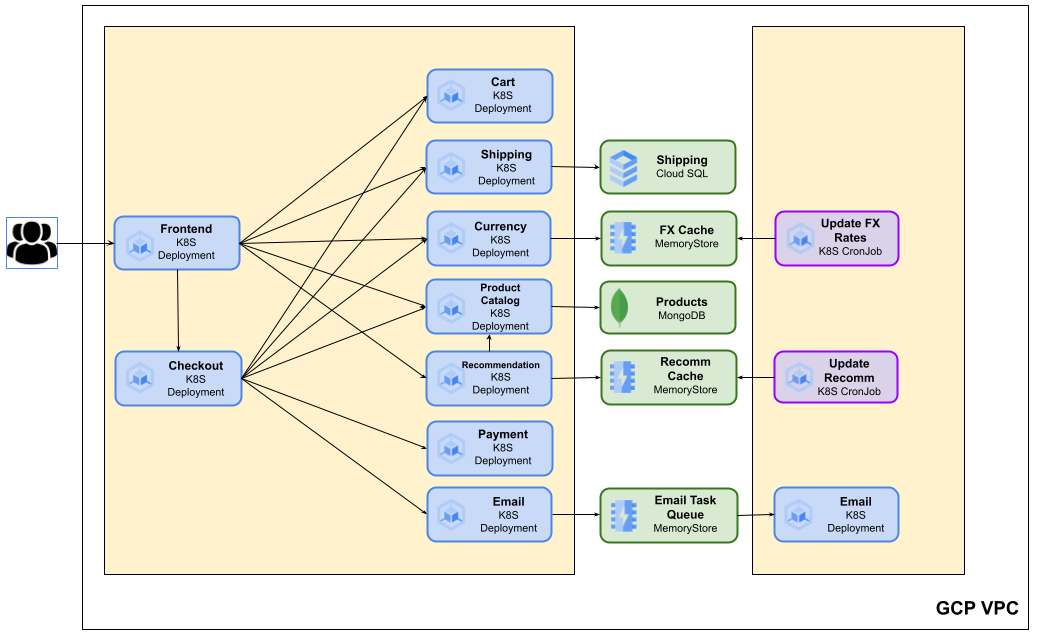 Cart
K8S
Deployment
Shipping
K8S
Deployment
Shipping
Cloud SQL
Frontend
K8S
Deployment
Currency
K8S
Deployment
FX Cache
MemoryStore
Update FX
Rates
K8S CronJob
Product
Catalog
K8S
Deployment
Products
MongoDB
Checkout
K8S
Deployment
Recommendation
K8S
Deployment
Recomm
Cache
MemoryStore
Update
Recomm
K8S CronJob
Payment
K8S
Deployment
Email
K8S
Deployment
Email Task
Queue
MemoryStore
Email
K8S
Deployment
GCP VPC